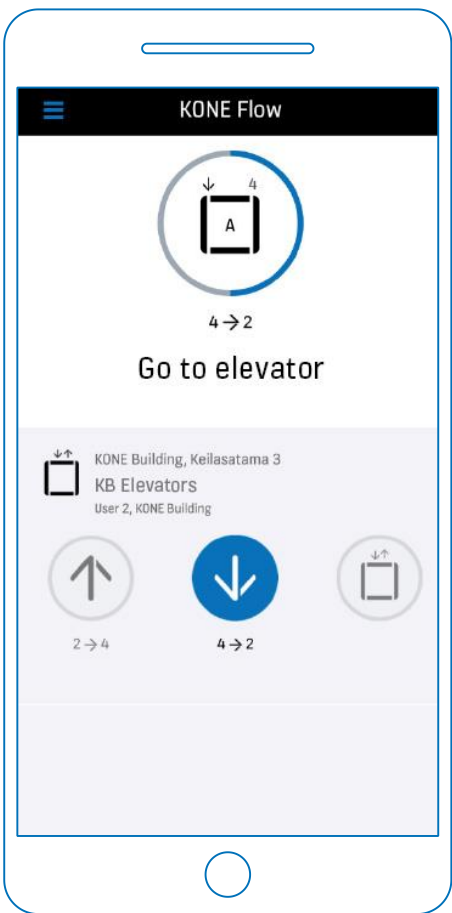 KONE Flow
↓ 4
A
4 → 2
Go to elevator
KONE Building, Keilasatama 3
KB Elevators
User 2, KONE Building
2 → 4
4 → 2